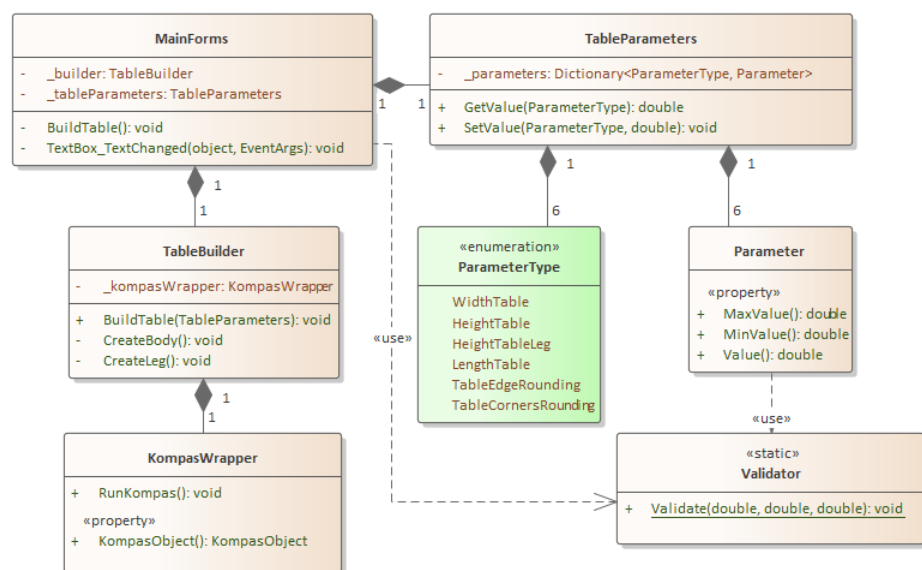 MainForms
- _builder: TableBuilder
- _tableParameters: TableParameters
- BuildTable(): void
- TextBox_TextChanged(object, EventArgs): void
1
1
TableParameters
- _parameters: Dictionary<ParameterType, Parameter>
+ GetValue(ParameterType): double
+ SetValue(ParameterType, double): void
1
1
1
6
1
6
TableBuilder
- _kompasWrapper: KompasWrapper
+ BuildTable(TableParameters): void
- CreateBody(): void
- CreateLeg(): void
«use»
«enumeration»
ParameterType
WidthTable
HeightTable
HeightTableLeg
LengthTable
TableEdgeRounding
TableCornersRounding
Parameter
«property»
+ MaxValue(): double
+ MinValue(): double
+ Value(): double
1
1
«use»
KompasWrapper
+ RunKompas(): void
«property»
+ KompasObject(): KompasObject
«static»
Validator
+ Validate(double, double, double): void